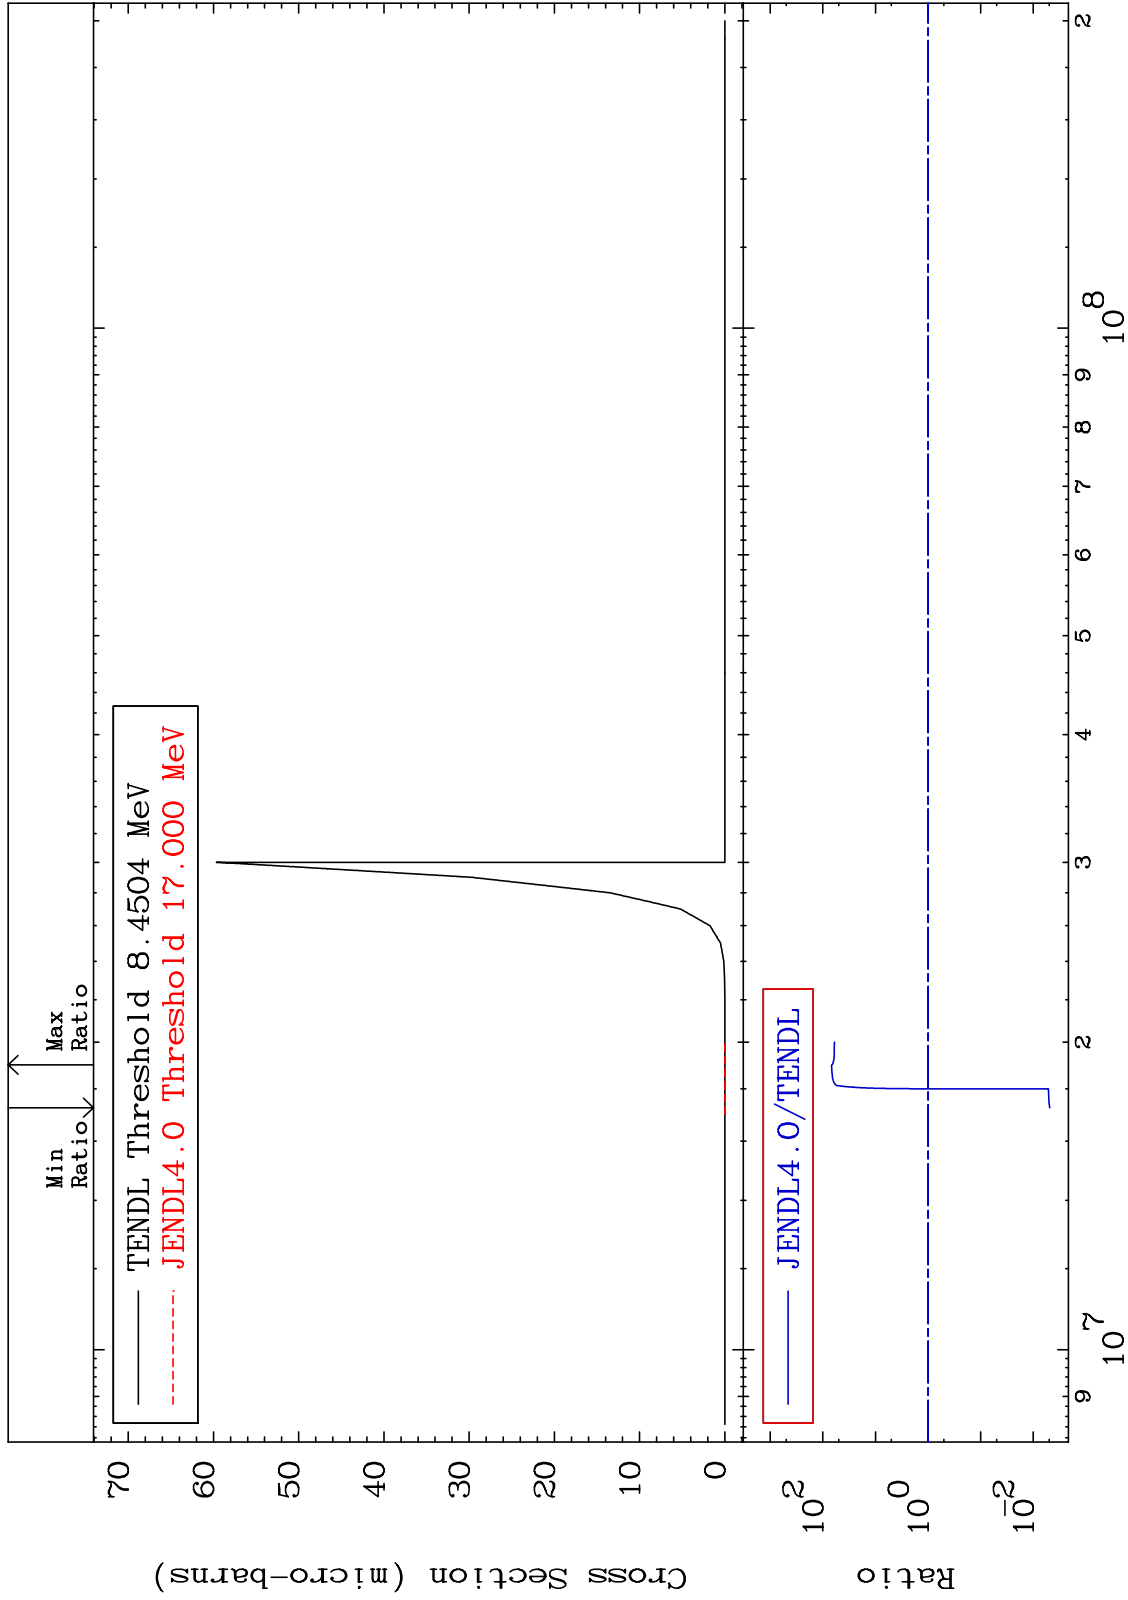 Min
Ratio
Max
Ratio
TENDL Threshold 8.4504 MeV
JENDL4.0 Threshold 17.000 MeV
70
60
50
40
30
20
10
0
Cross Section (micro-barns)
JENDL4.0/TENDL
10^2
10^0
10^-2
Ratio
9
10^7
2
3
4
5
6
7
8
9
10^8
2